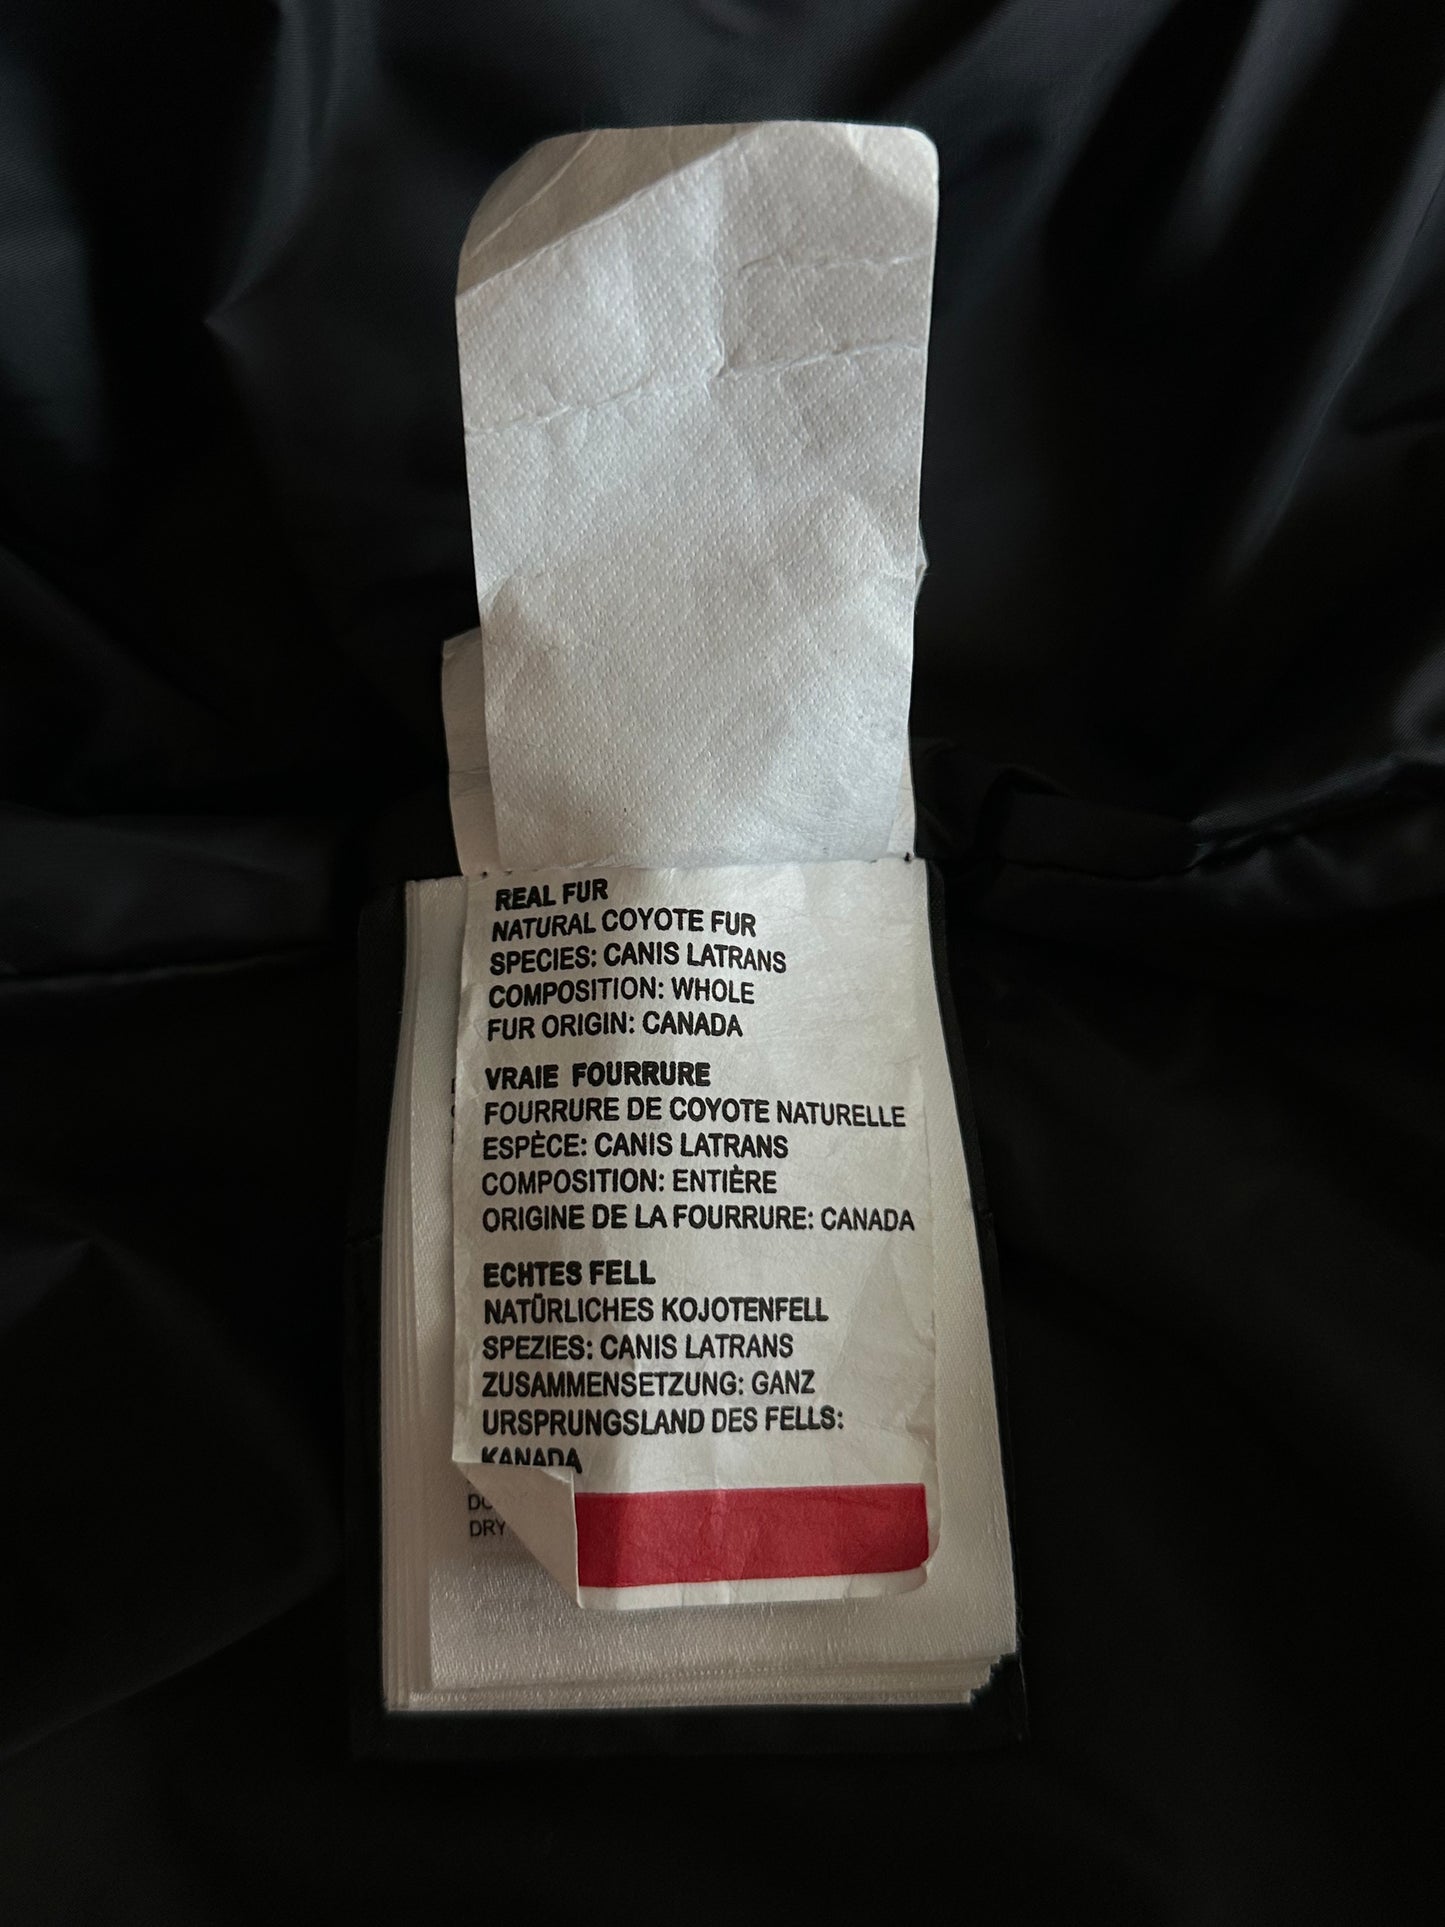 REAL FUR
NATURAL COYOTE FUR
SPECIES: CANIS LATRANS
COMPOSITION: WHOLE
FUR ORIGIN: CANADA
VRAIE FOURRURE
FOURRURE DE COYOTE NATURELLE
ESPÈCE: CANIS LATRANS
COMPOSITION: ENTIÈRE
ORIGINE DE LA FOURRURE: CANADA
ECHTES FELL
NATÜRLICHES KOJOTENFELL
SPEZIES: CANIS LATRANS
ZUSAMMENSETZUNG: GANZ
URSPRUNGSLAND DES FELLS:
KANADA
DRY